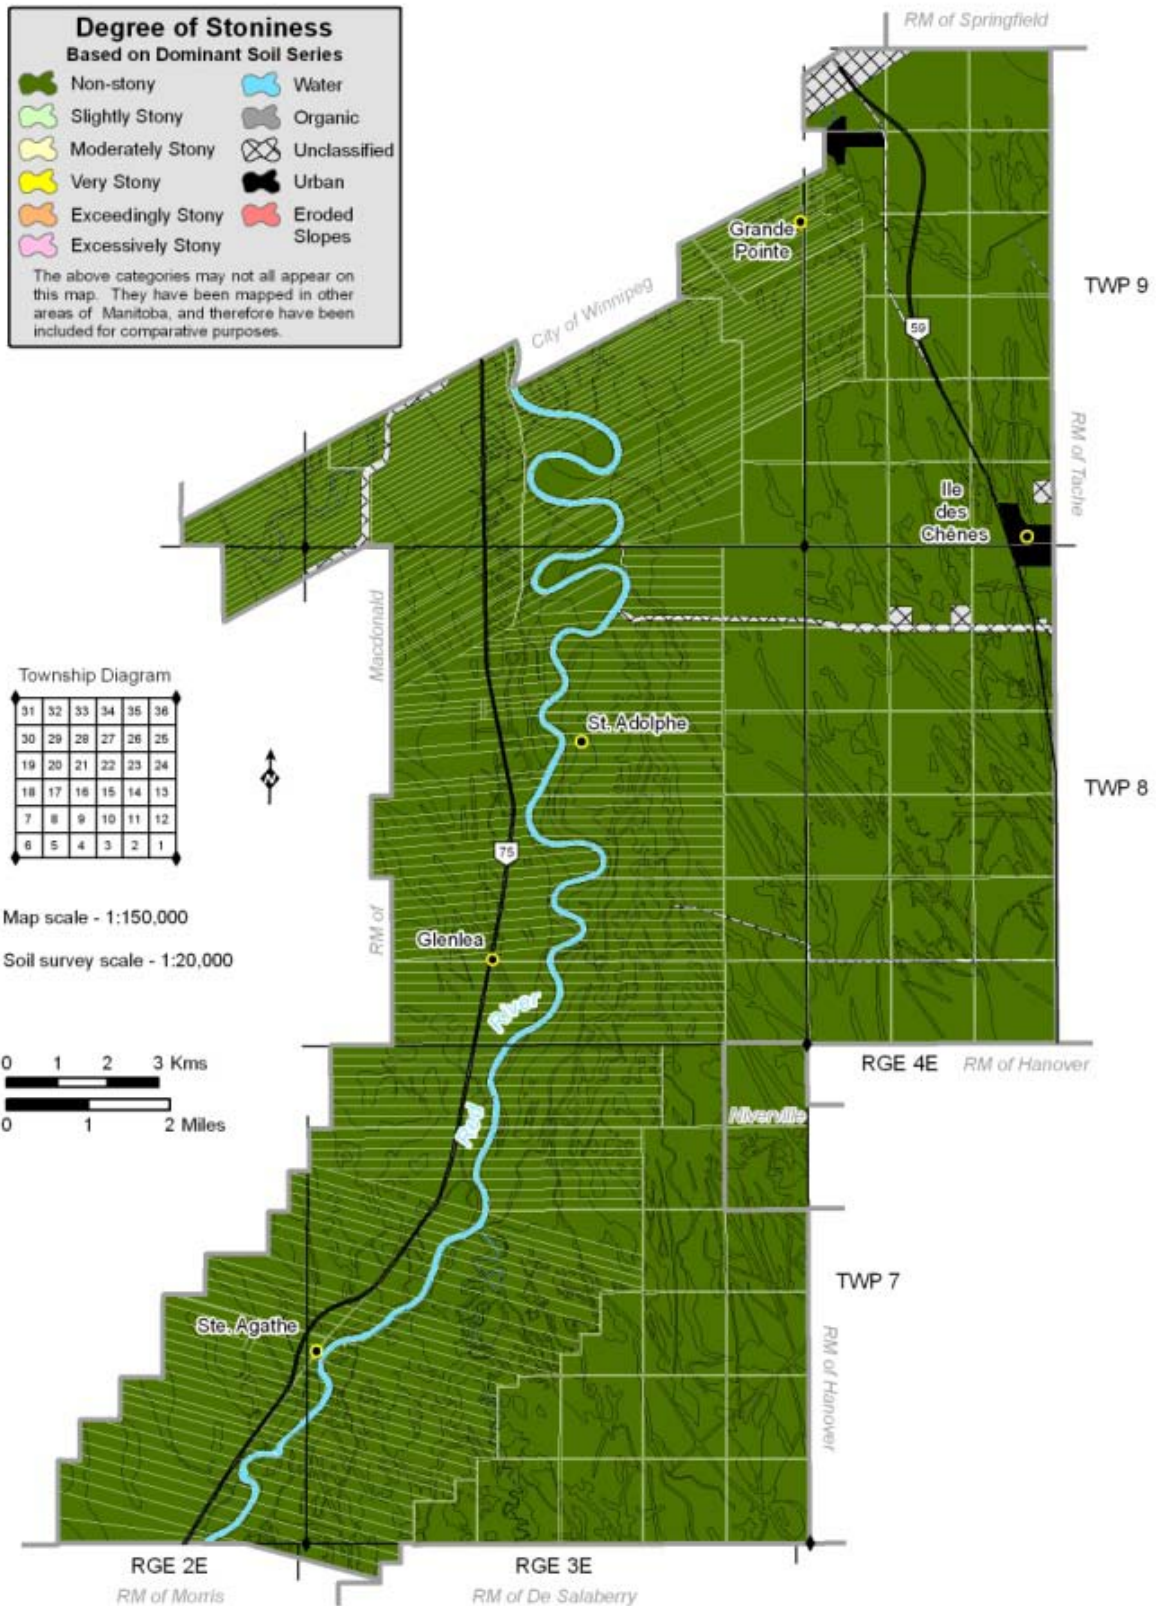 Degree of Stoniness
Based on Dominant Soil Series
Non-stony
Slightly Stony
Moderately Stony
Very Stony
Exceedingly Stony
Excessively Stony
Water
Organic
Unclassified
Urban
Eroded
Slopes
The above categories may not all appear on
this map. They have been mapped in other
areas of Manitoba, and therefore have been
included for comparative purposes.
RM of Springfield
Grande
Pointe
TWP 9
City of Winnipeg
59
RM of Tache
Ile
des
Chênes
Macdonald
RM of
Township Diagram
31 32 33 34 35 36
30 29 28 27 26 25
19 20 21 22 23 24
18 17 16 15 14 13
7 8 9 10 11 12
6 5 4 3 2 1
N
St. Adolphe
TWP 8
75
Map scale - 1:150,000
Soil survey scale - 1:20,000
Glenlea
River
Red
0 1 2 3 Kms
0 1 2 Miles
RGE 4E
RM of Hanover
Niverville
TWP 7
Ste. Agathe
RM of Hanover
RGE 2E
RGE 3E
RM of Morris
RM of De Salaberry